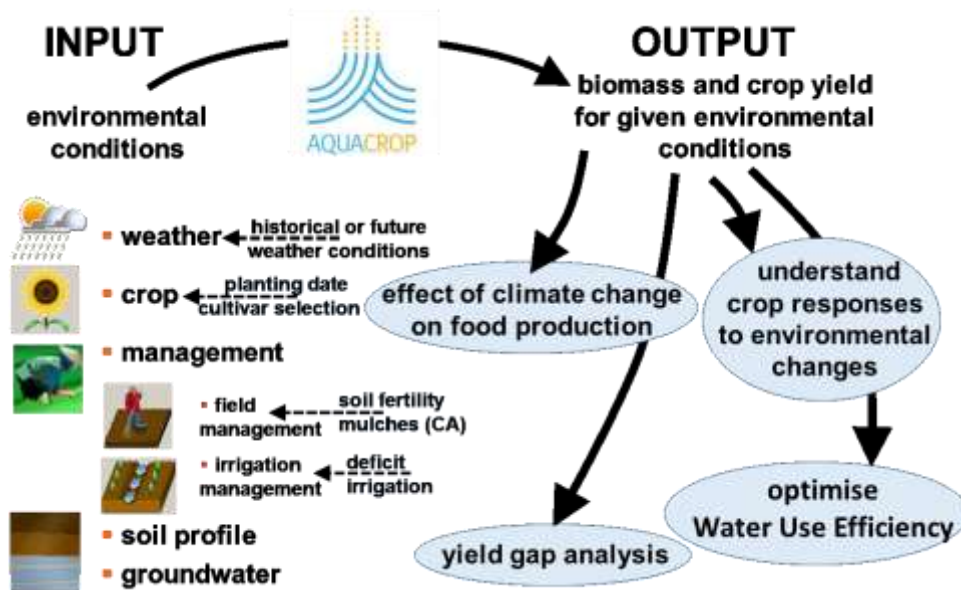 INPUT
environmental
conditions
AQUACROP
OUTPUT
biomass and crop yield
for given environmental
conditions
weather
historical or future
weather conditions
crop
planting date
cultivar selection
management
field
management
soil fertility
mulches (CA)
irrigation
management
deficit
irrigation
soil profile
groundwater
effect of climate change
on food production
understand
crop responses
to environmental
changes
yield gap analysis
optimise
Water Use Efficiency